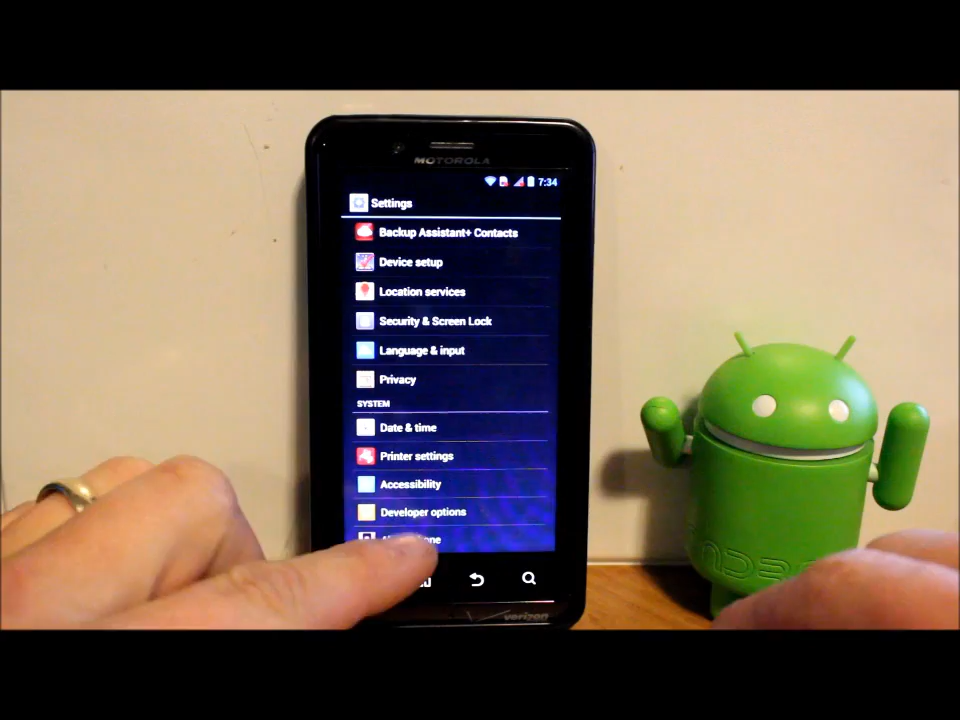 MOTOROLA
7:34
Settings
Backup Assistant+ Contacts
Device setup
Location services
Security & Screen Lock
Language & input
Privacy
SYSTEM
Date & time
Printer settings
Accessibility
Developer options
verizon